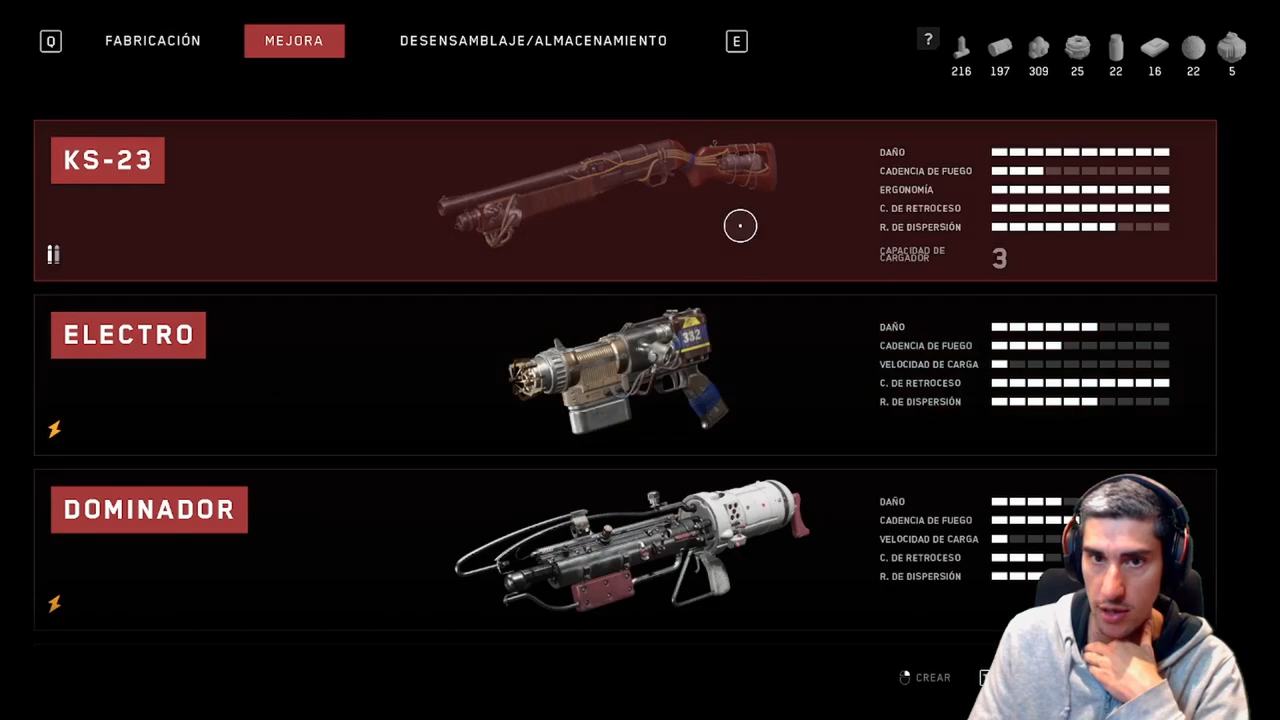 Q FABRICACIÓN MEJORA DESENSAMBLAJE/ALMACENAMIENTO E ?
216 197 309 25 22 16 22 5
KS-23
DAÑO
CADENCIA DE FUEGO
ERGONOMÍA
C. DE RETROCESO
R. DE DISPERSIÓN
CAPACIDAD DE
CARGADOR
3
ELECTRO
332
DAÑO
CADENCIA DE FUEGO
VELOCIDAD DE CARGA
C. DE RETROCESO
R. DE DISPERSIÓN
DOMINADOR
DAÑO
CADENCIA DE FUEGO
VELOCIDAD DE CARGA
C. DE RETROCESO
R. DE DISPERSIÓN
CREAR